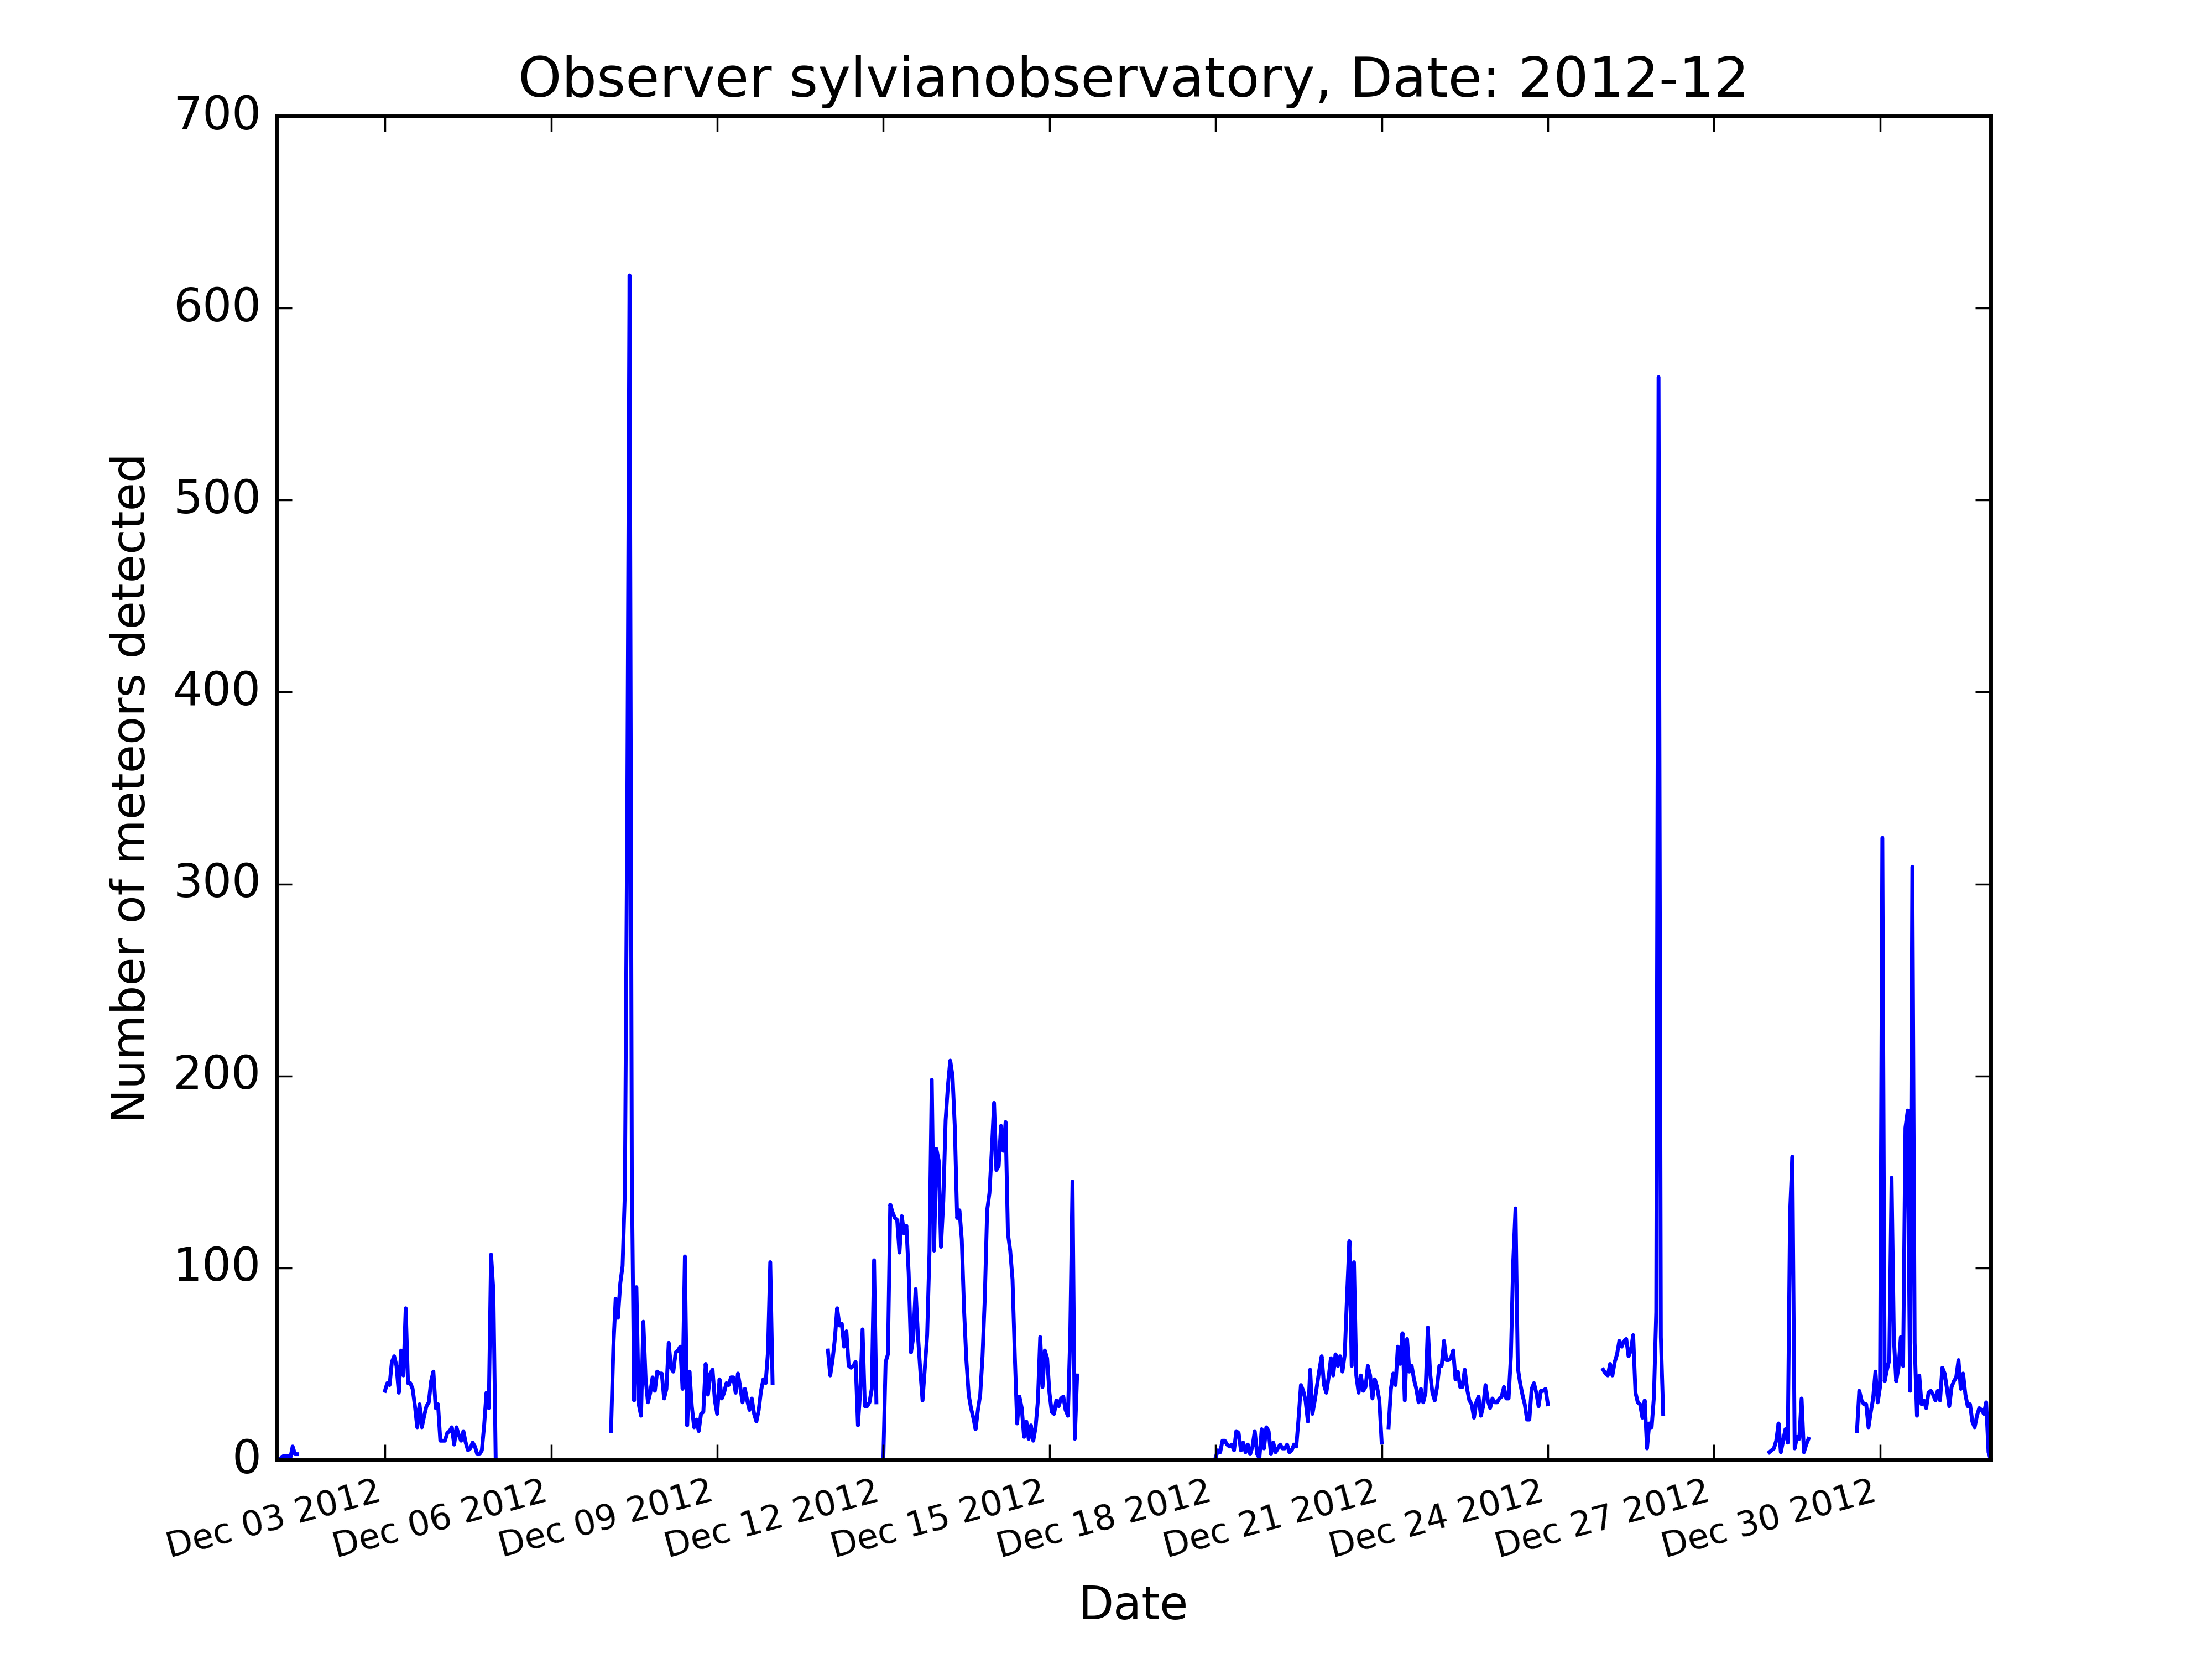 Observer sylvianobservatory, Date: 2012-12
700
600
500
400
300
200
100
0
Number of meteors detected
Dec 03 2012
Dec 06 2012
Dec 09 2012
Dec 12 2012
Dec 15 2012
Dec 18 2012
Dec 21 2012
Dec 24 2012
Dec 27 2012
Dec 30 2012
Date